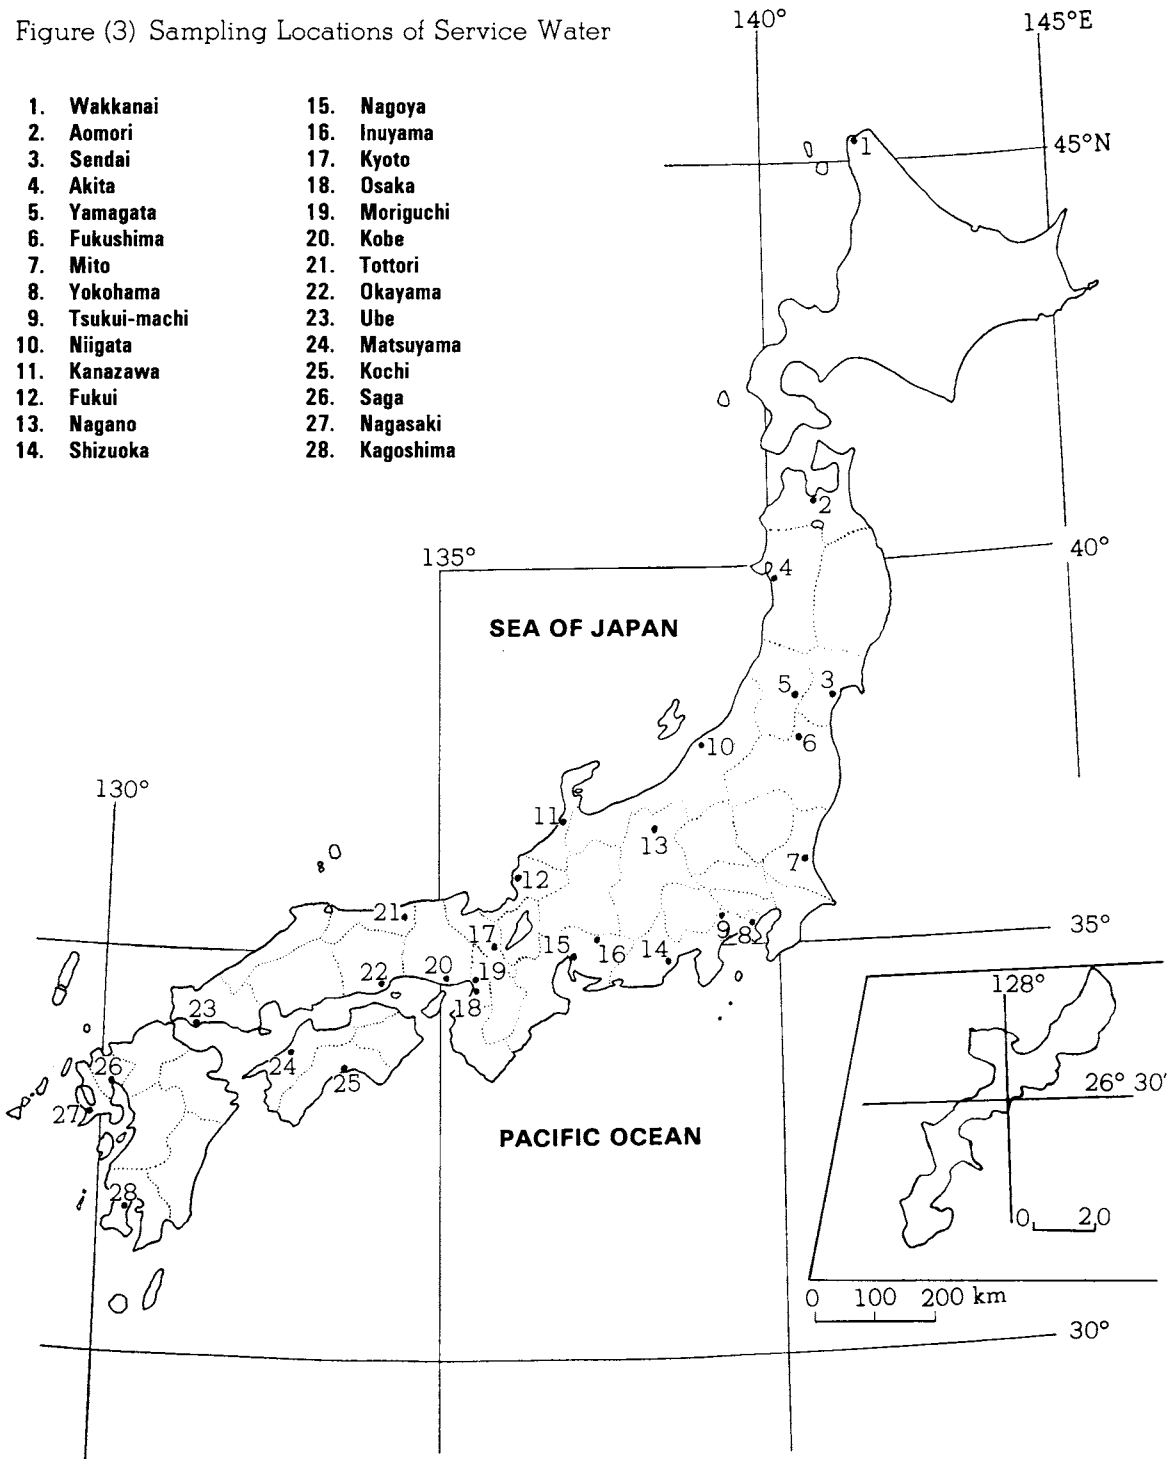 Figure (3) Sampling Locations of Service Water
1. Wakkanai
2. Aomori
3. Sendai
4. Akita
5. Yamagata
6. Fukushima
7. Mito
8. Yokohama
9. Tsukui-machi
10. Niigata
11. Kanazawa
12. Fukui
13. Nagano
14. Shizuoka
15. Nagoya
16. Inuyama
17. Kyoto
18. Osaka
19. Moriguchi
20. Kobe
21. Tottori
22. Okayama
23. Ube
24. Matsuyama
25. Kochi
26. Saga
27. Nagasaki
28. Kagoshima
140° 145°E
1 45°N
2
135° 40°
4
SEA OF JAPAN
5 3
10 6
130°
11 13
12 7
21 9 8 35°
17 15 16 14
22 20 19
18
128°
23
24 26° 30'
26 25
27
PACIFIC OCEAN
28
0 20
0 100 200 km
30°